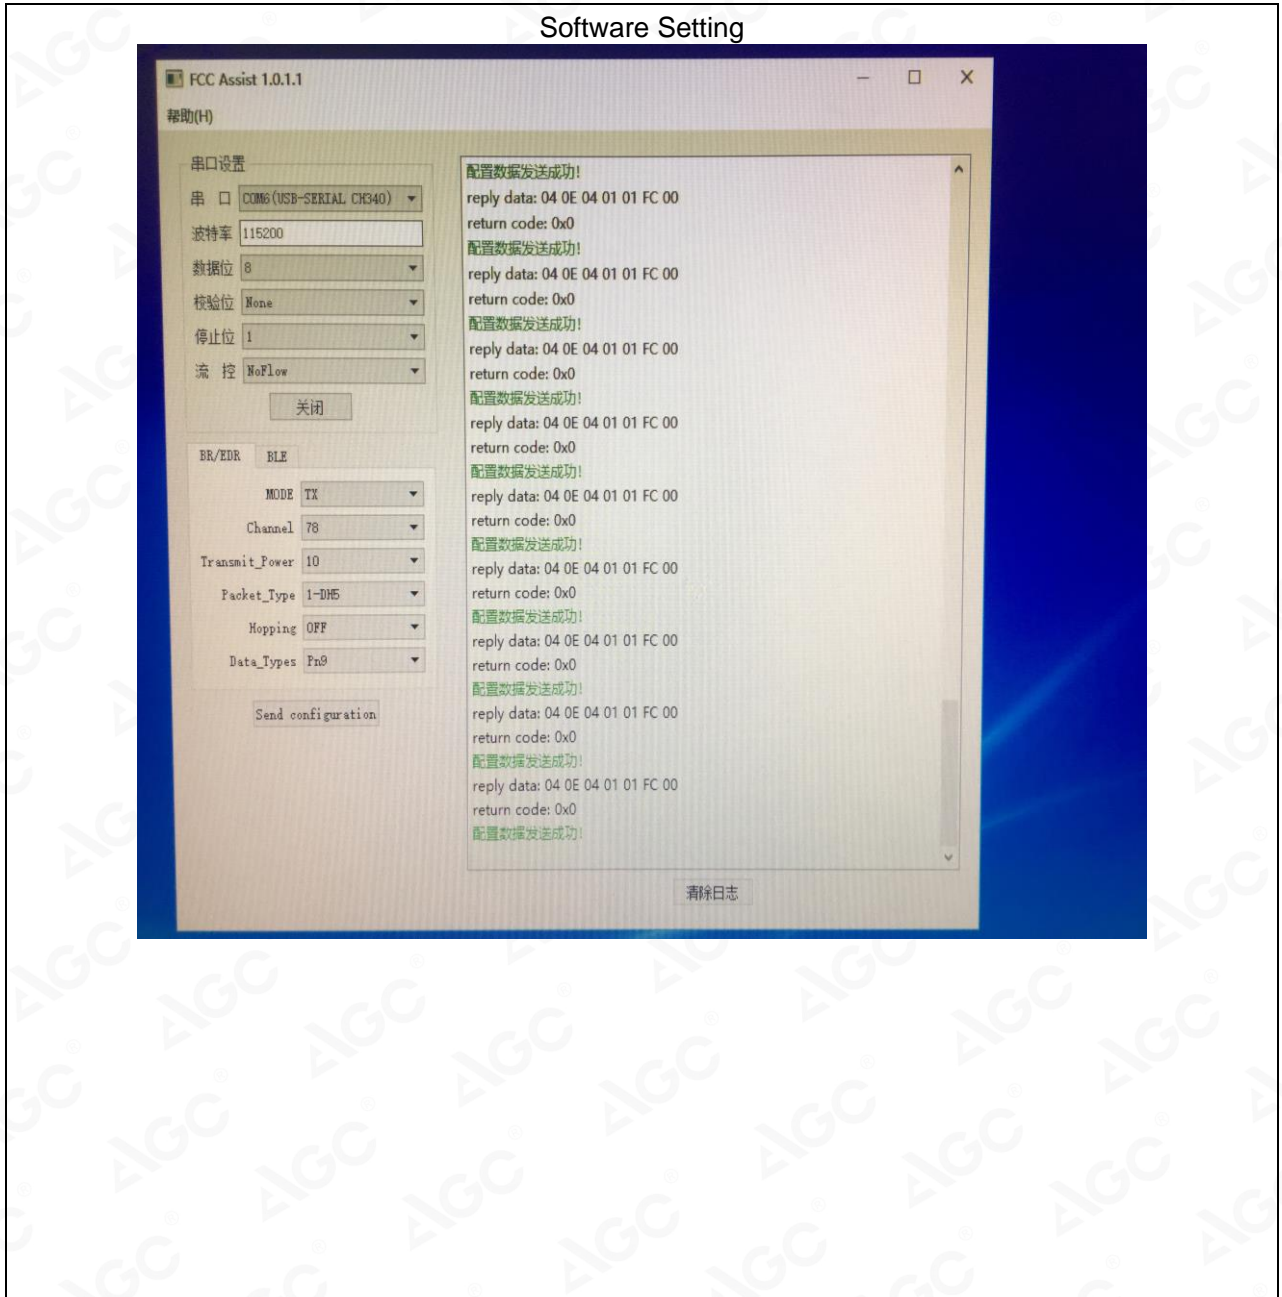 Software Setting
FCC Assist 1.0.1.1
帮助(H)
串口设置
串 口 COM6(USB-SERIAL CH340)
波特率 115200
数据位 8
校验位 None
停止位 1
流 控 NoFlow
关闭
BR/EDR BLE
MODE TX
Channel 78
Transmit_Power 10
Packet_Type 1-DH5
Hopping OFF
Data_Types Pn9
Send configuration
配置数据发送成功!
reply data: 04 0E 04 01 01 FC 00
return code: 0x0
配置数据发送成功!
reply data: 04 0E 04 01 01 FC 00
return code: 0x0
配置数据发送成功!
reply data: 04 0E 04 01 01 FC 00
return code: 0x0
配置数据发送成功!
reply data: 04 0E 04 01 01 FC 00
return code: 0x0
配置数据发送成功!
reply data: 04 0E 04 01 01 FC 00
return code: 0x0
配置数据发送成功!
reply data: 04 0E 04 01 01 FC 00
return code: 0x0
配置数据发送成功!
reply data: 04 0E 04 01 01 FC 00
return code: 0x0
配置数据发送成功!
reply data: 04 0E 04 01 01 FC 00
return code: 0x0
配置数据发送成功!
reply data: 04 0E 04 01 01 FC 00
return code: 0x0
配置数据发送成功!
清除日志